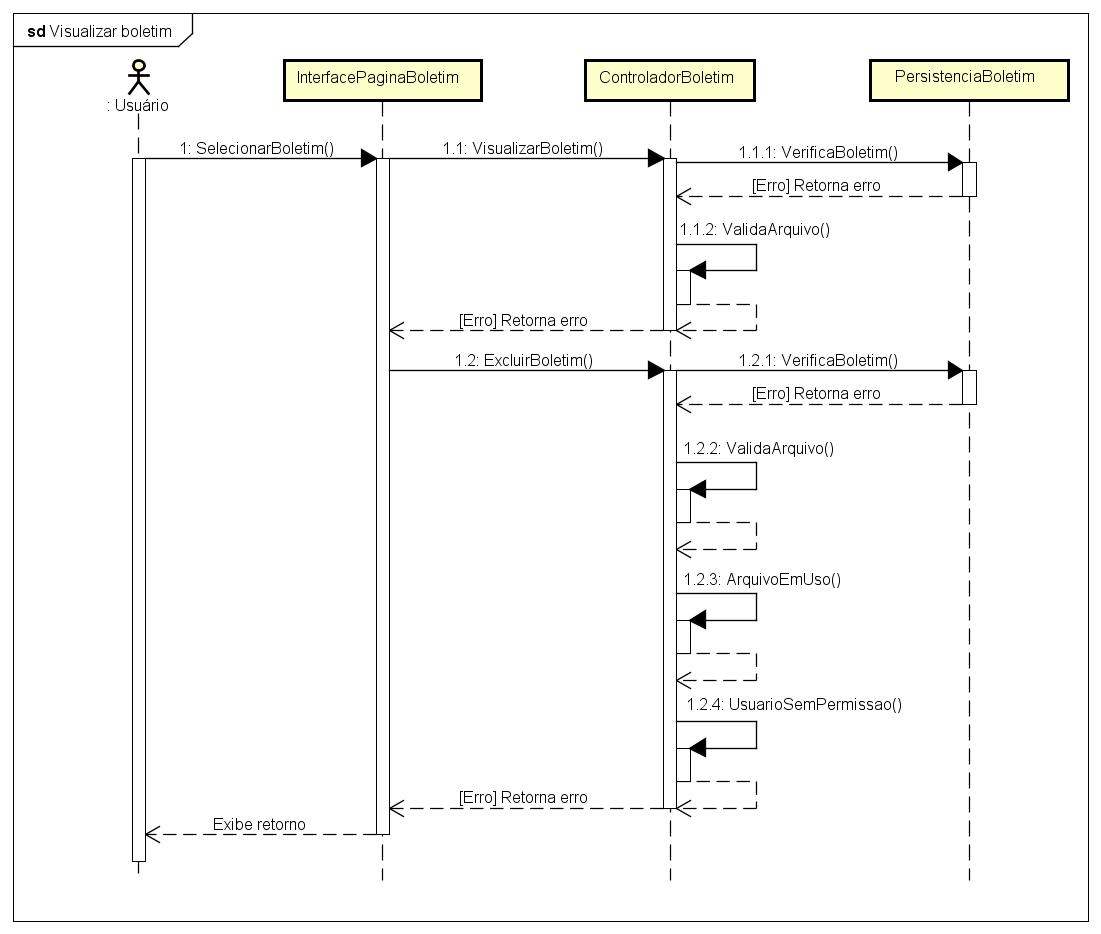 sd Visualizar boletim
: Usuário
InterfacePaginaBoletim
ControladorBoletim
PersistenciaBoletim
1: SelecionarBoletim()
1.1: VisualizarBoletim()
1.1.1: VerificaBoletim()
[Erro] Retorna erro
1.1.2: ValidaArquivo()
[Erro] Retorna erro
1.2: ExcluirBoletim()
1.2.1: VerificaBoletim()
[Erro] Retorna erro
1.2.2: ValidaArquivo()
1.2.3: ArquivoEmUso()
1.2.4: UsuarioSemPermissao()
[Erro] Retorna erro
Exibe retorno